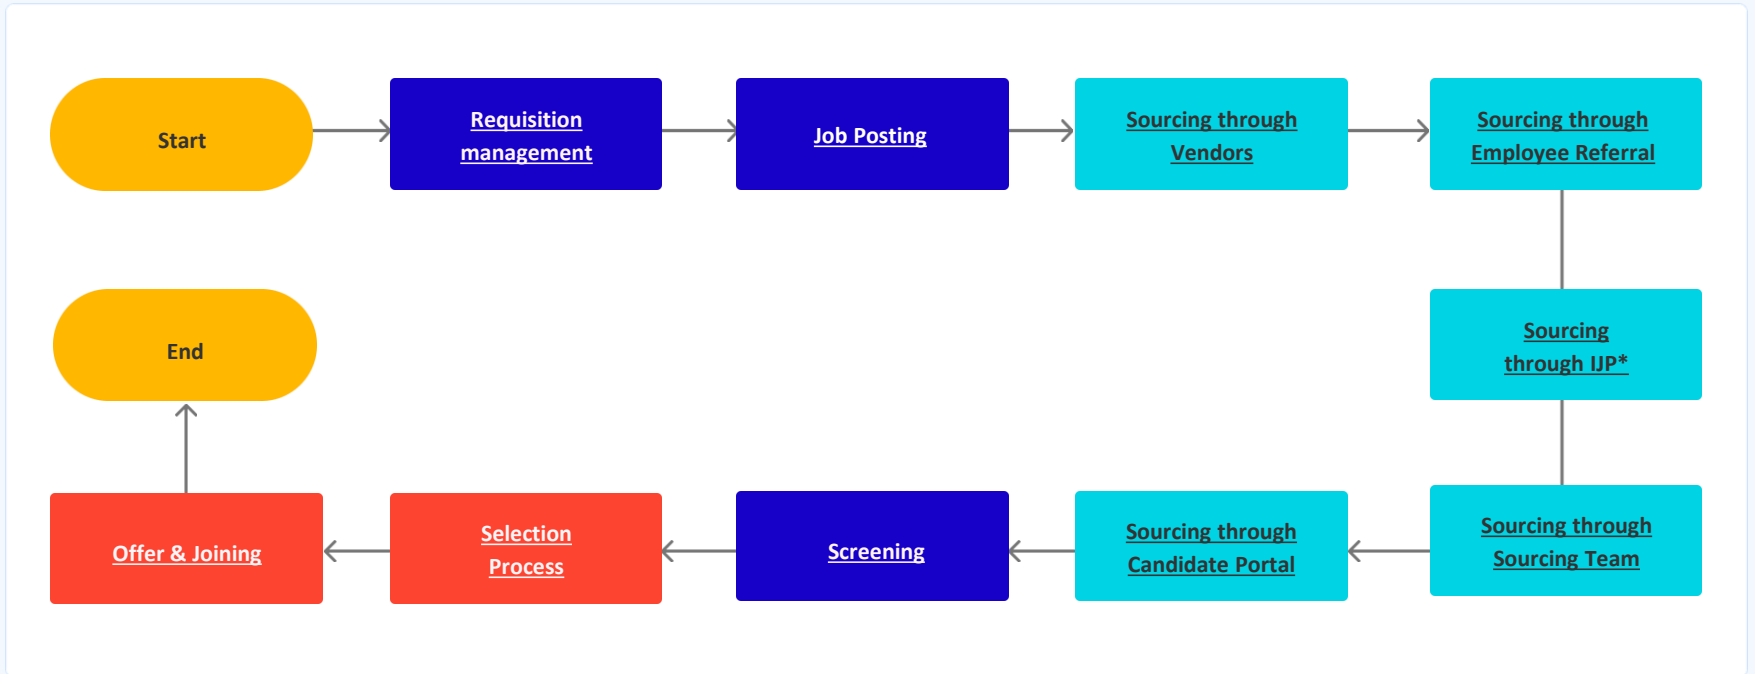 Start
Requisition
management
Job Posting
Sourcing through
Vendors
Sourcing through
Employee Referral
Sourcing
through IJP*
Sourcing through
Sourcing Team
Sourcing through
Candidate Portal
Screening
Selection
Process
Offer & Joining
End